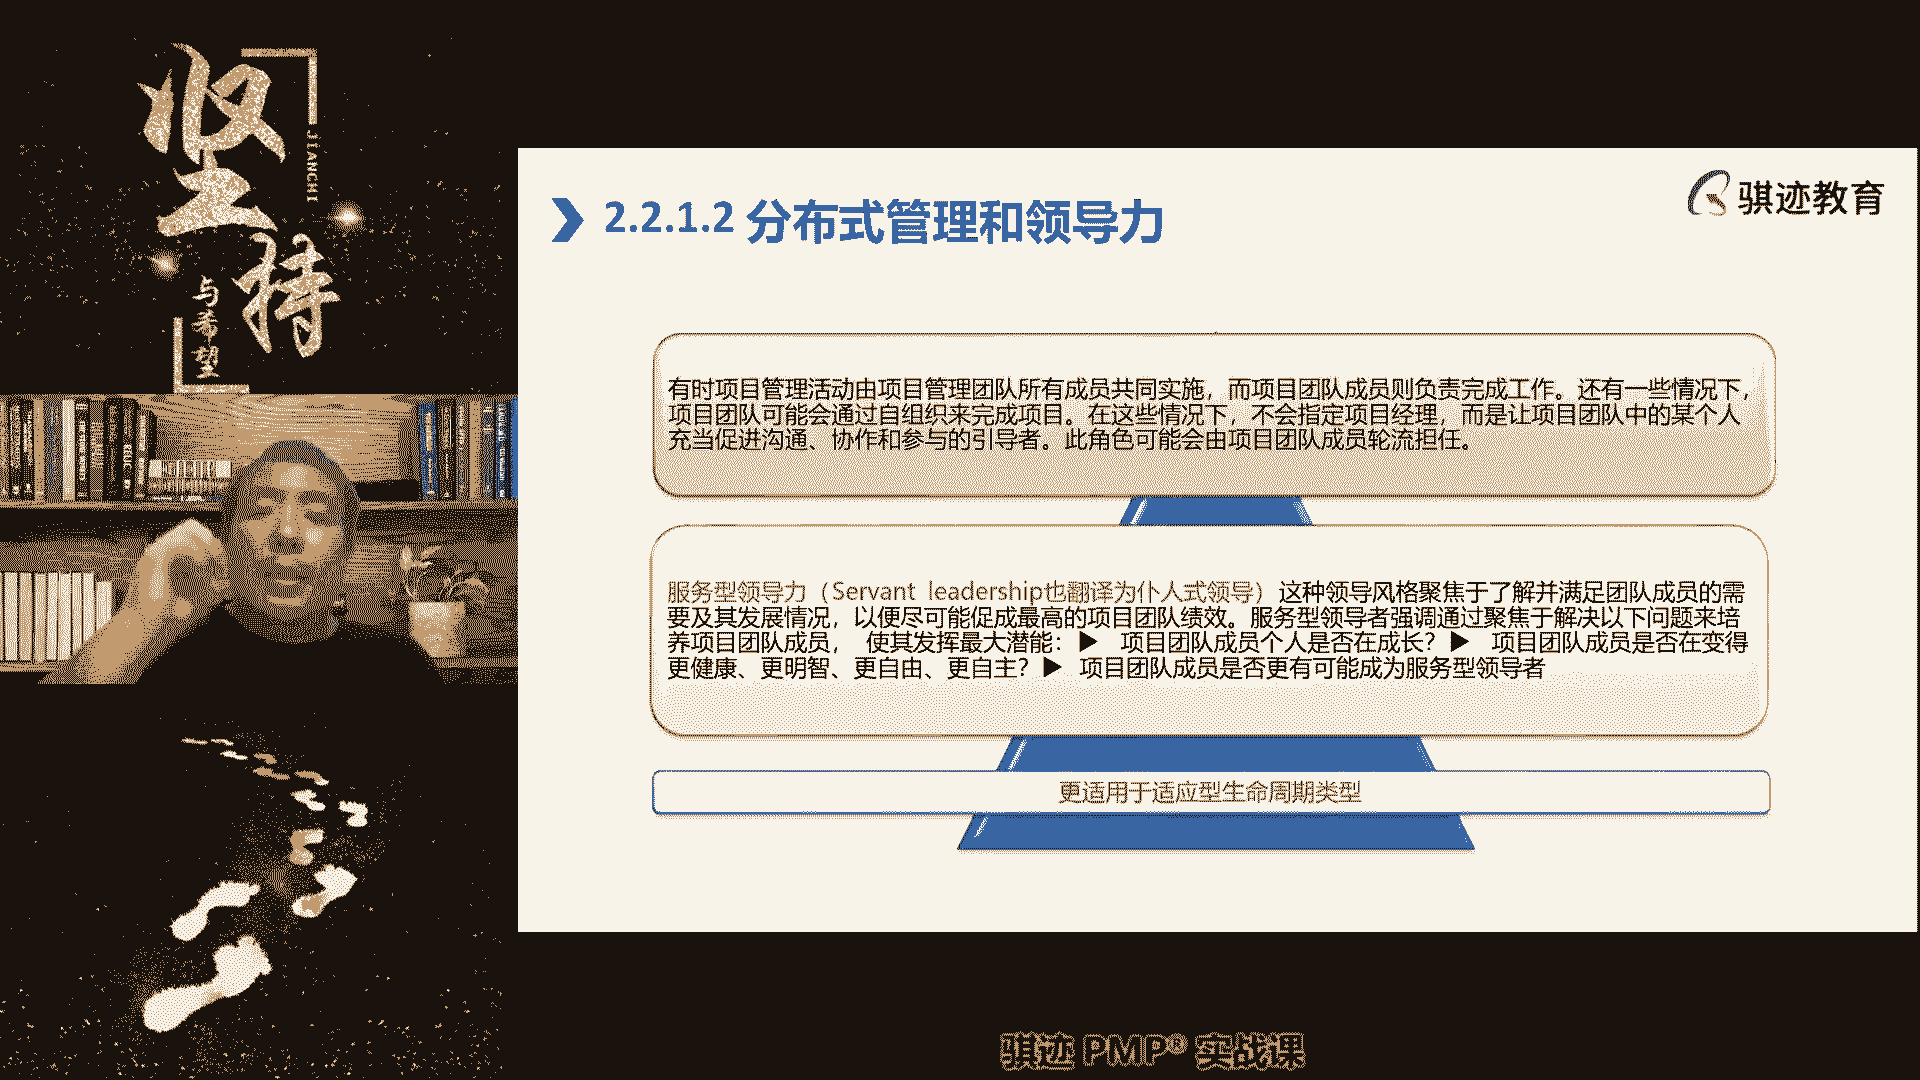 坚持
JIANCHI
与希望
骐迹教育
2.2.1.2 分布式管理和领导力
有时项目管理活动由项目管理团队所有成员共同实施，而项目团队成员则负责完成工作。还有一些情况下，
项目团队可能会通过自组织来完成项目。在这些情况下，不会指定项目经理，而是让项目团队中的某个人
充当促进沟通、协作和参与的引导者。此角色可能会由项目团队成员轮流担任。
服务型领导力（Servant leadership也翻译为仆人式领导）这种领导风格聚焦于了解并满足团队成员的需
要及其发展情况，以便尽可能促成最高的项目团队绩效。服务型领导者强调通过聚焦于解决以下问题来培
养项目团队成员， 使其发挥最大潜能：▶ 项目团队成员个人是否在成长？▶ 项目团队成员是否在变得
更健康、更明智、更自由、更自主？▶ 项目团队成员是否更有可能成为服务型领导者
更适用于适应型生命周期类型
骐迹 PMP® 实战课